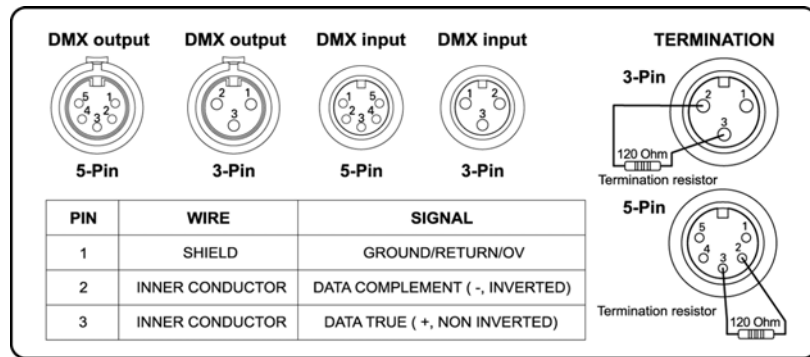 DMX output DMX output DMX input DMX input TERMINATION
3-Pin
5 1 4 2 3
2 1 3
1 5 2 3 4
1 2 3
2 1 3
5-Pin 3-Pin 5-Pin 3-Pin
120 Ohm
Termination resistor
5-Pin
5 1 4 2 3
Termination resistor
120 Ohm
PIN WIRE SIGNAL
1 SHIELD GROUND/RETURN/OV
2 INNER CONDUCTOR DATA COMPLEMENT ( -, INVERTED)
3 INNER CONDUCTOR DATA TRUE ( +, NON INVERTED)